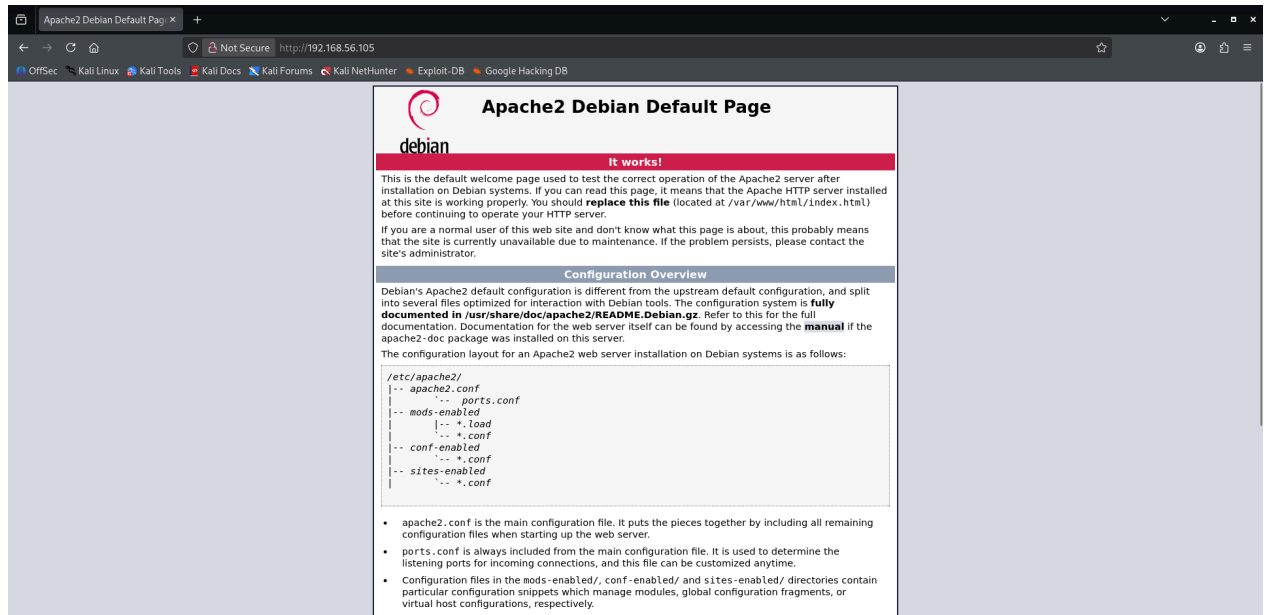 Apache2 Debian Default Pag
Not Secure http://192.168.56.105
OffSec Kali Linux Kali Tools Kali Docs Kali Forums Kali NetHunter Exploit-DB Google Hacking DB
Apache2 Debian Default Page
debian
It works!
This is the default welcome page used to test the correct operation of the Apache2 server after
installation on Debian systems. If you can read this page, it means that the Apache HTTP server installed
at this site is working properly. You should replace this file (located at /var/www/html/index.html)
before continuing to operate your HTTP server.
If you are a normal user of this web site and don't know what this page is about, this probably means
that the site is currently unavailable due to maintenance. If the problem persists, please contact the
site's administrator.
Configuration Overview
Debian's Apache2 default configuration is different from the upstream default configuration, and split
into several files optimized for interaction with Debian tools. The configuration system is fully
documented in /usr/share/doc/apache2/README.Debian.gz. Refer to this for the full
documentation. Documentation for the web server itself can be found by accessing the manual if the
apache2-doc package was installed on this server.
The configuration layout for an Apache2 web server installation on Debian systems is as follows:
/etc/apache2/
|-- apache2.conf
|       `--  ports.conf
|-- mods-enabled
|       |-- *.load
|       `-- *.conf
|-- conf-enabled
|       `-- *.conf
|-- sites-enabled
|       `-- *.conf
• apache2.conf is the main configuration file. It puts the pieces together by including all remaining
configuration files when starting up the web server.
• ports.conf is always included from the main configuration file. It is used to determine the
listening ports for incoming connections, and this file can be customized anytime.
• Configuration files in the mods-enabled/, conf-enabled/ and sites-enabled/ directories contain
particular configuration snippets which manage modules, global configuration fragments, or
virtual host configurations, respectively.